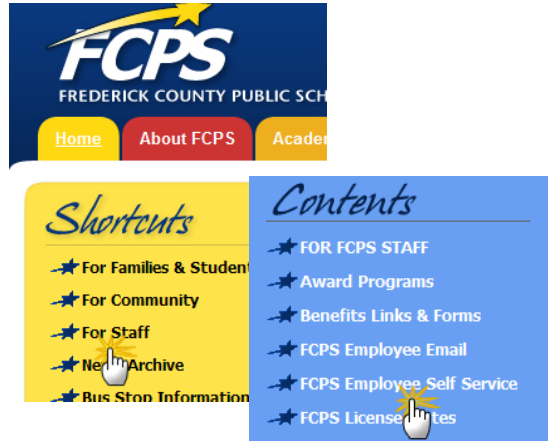 FCPS
FREDERICK COUNTY PUBLIC SCH
Home About FCPS Acade
Shortcuts
For Families & Student
For Community
For Staff
Archive
Bus Stop Information
Contents
FOR FCPS STAFF
Award Programs
Benefits Links & Forms
FCPS Employee Email
FCPS Employee Self Service
FCPS License